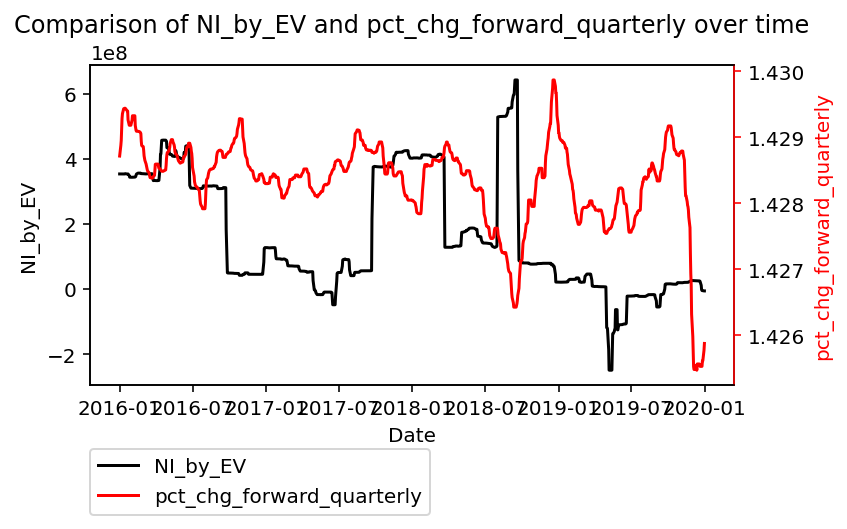 Comparison of NI_by_EV and pct_chg_forward_quarterly over time
1e8
6
4
2
0
−2
NI_by_EV
1.430
1.429
1.428
1.427
1.426
pct_chg_forward_quarterly
2016-01 2016-07 2017-01 2017-07 2018-01 2018-07 2019-01 2019-07 2020-01
Date
NI_by_EV
pct_chg_forward_quarterly